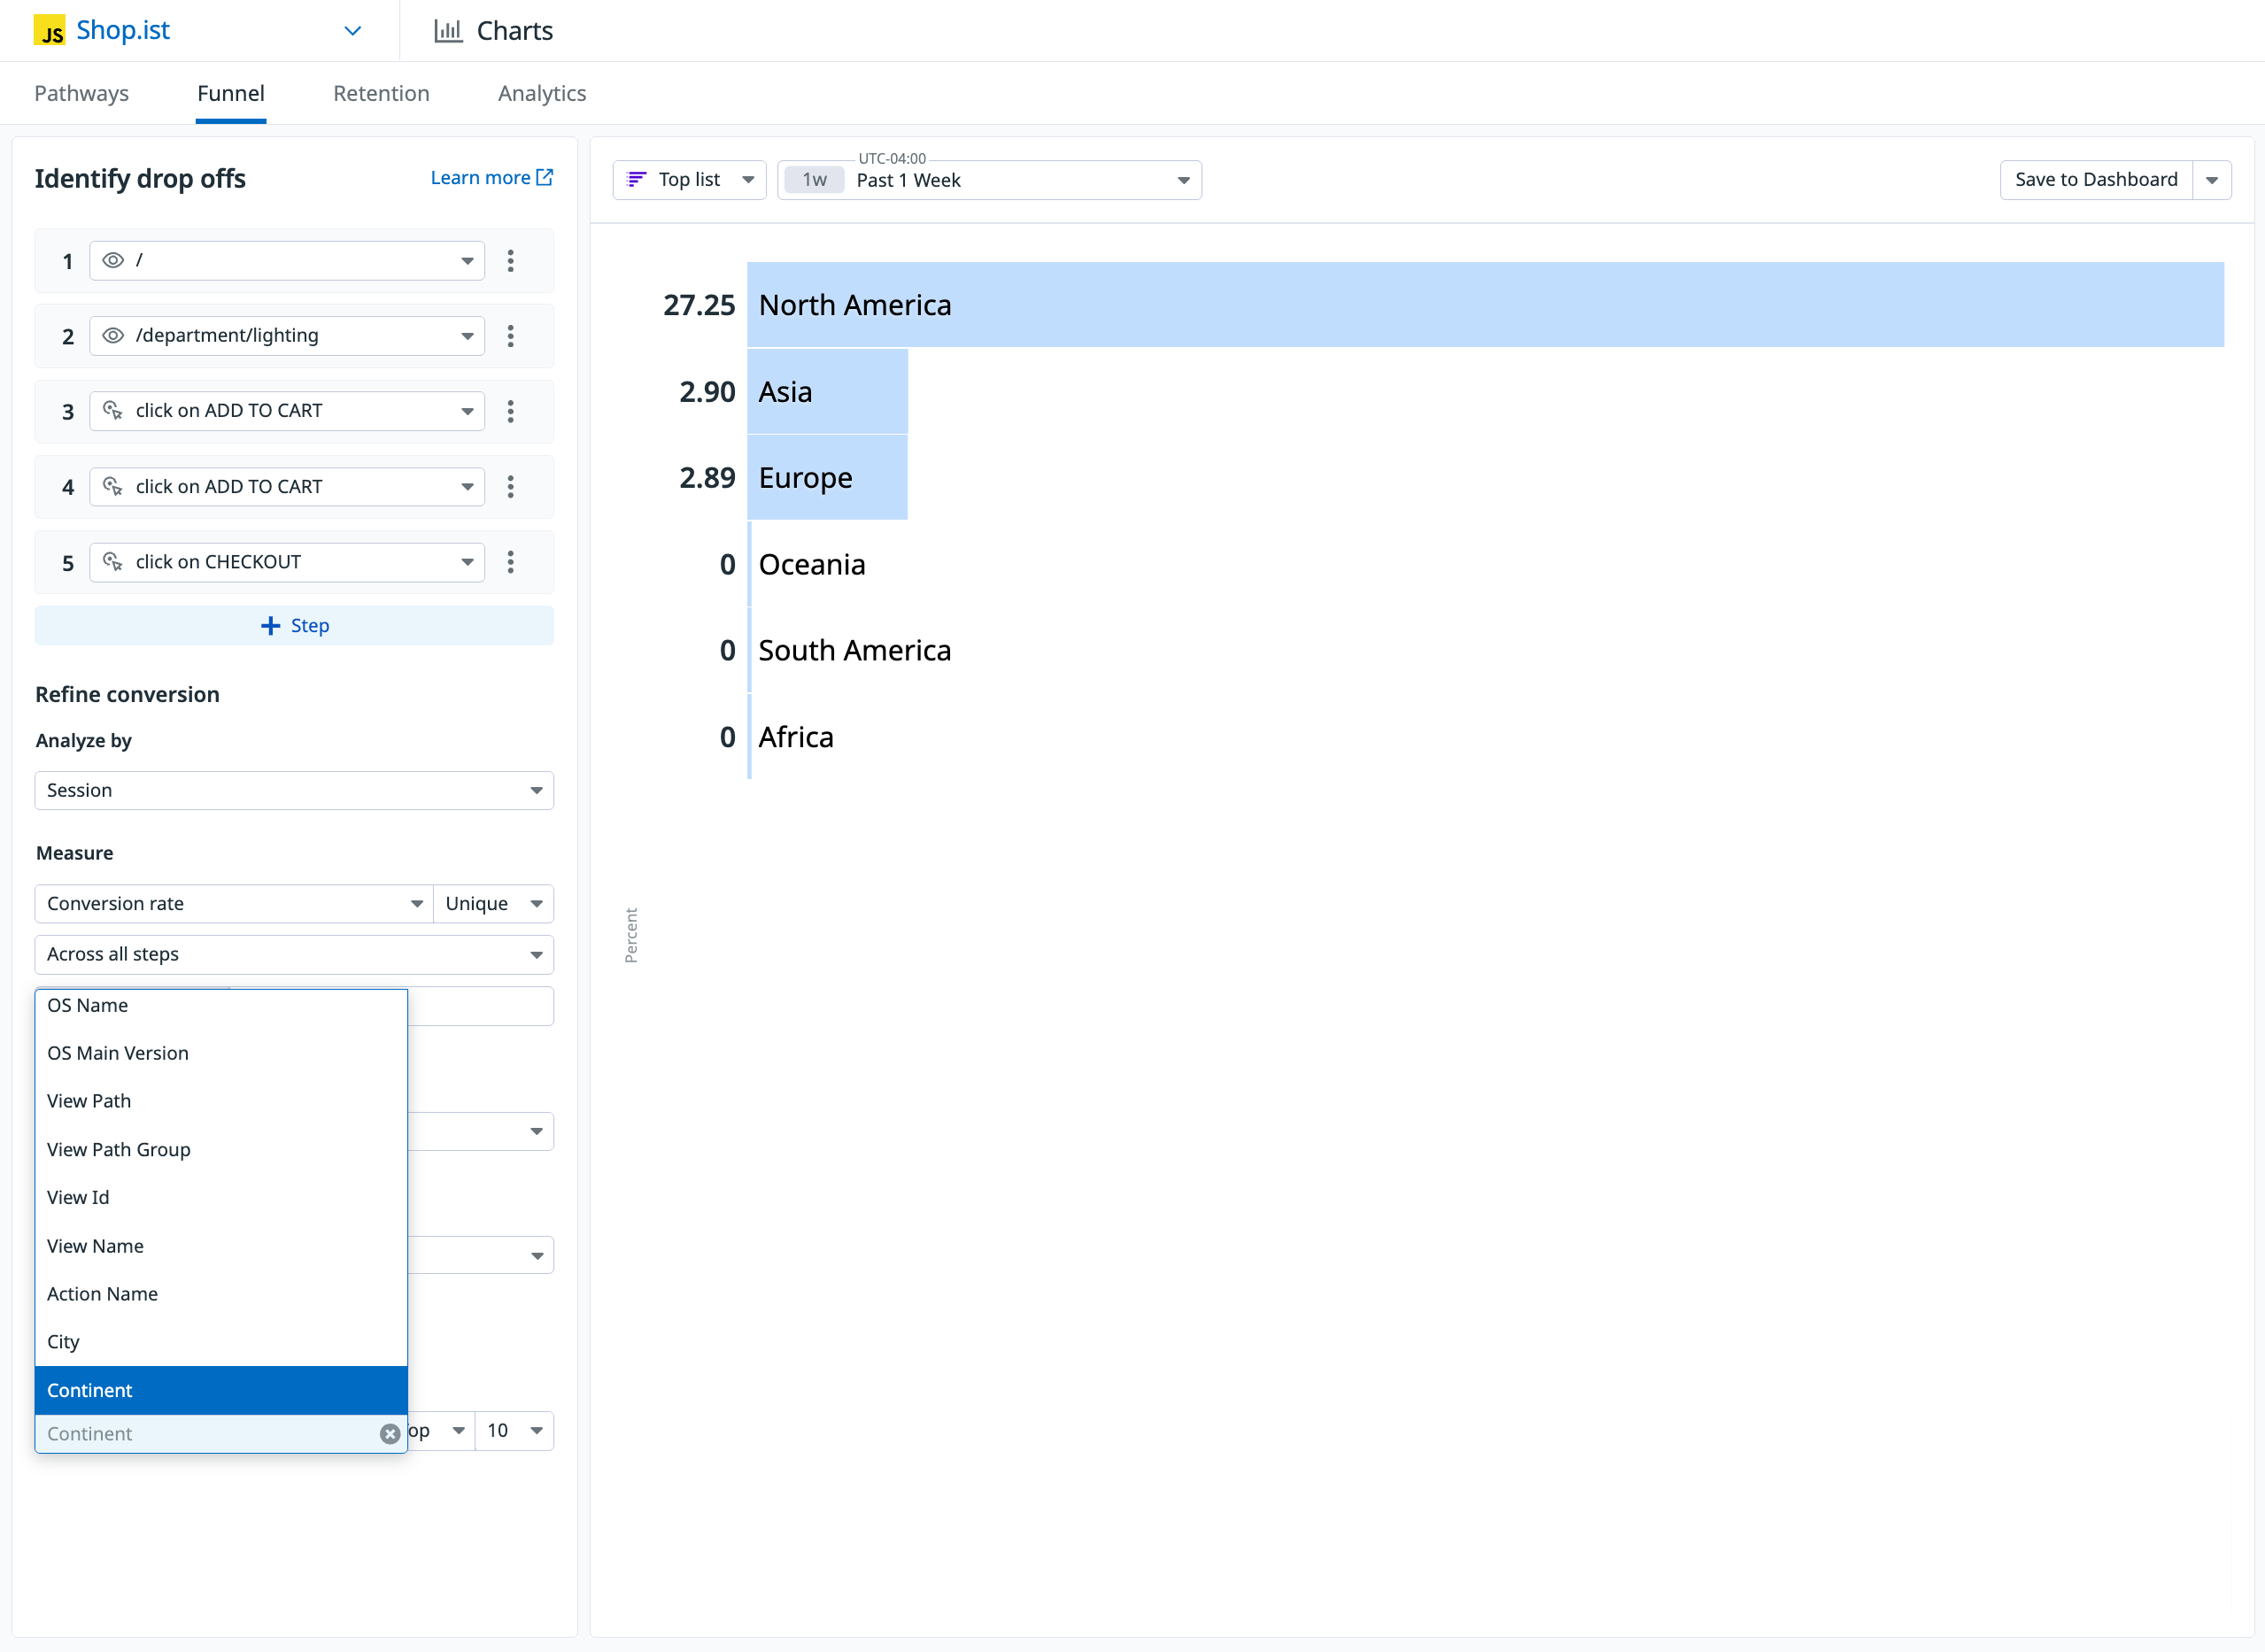 JS Shop.ist
Charts
Pathways
Funnel
Retention
Analytics
Identify drop offs
Learn more
1 /
2 /department/lighting
3 click on ADD TO CART
4 click on ADD TO CART
5 click on CHECKOUT
+ Step
Refine conversion
Analyze by
Session
Measure
Conversion rate
Unique
Across all steps
OS Name
OS Main Version
View Path
View Path Group
View Id
View Name
Action Name
City
Continent
Continent
10
Top list
UTC-04:00
1w Past 1 Week
Save to Dashboard
27.25 North America
2.90 Asia
2.89 Europe
0 Oceania
0 South America
0 Africa
Percent